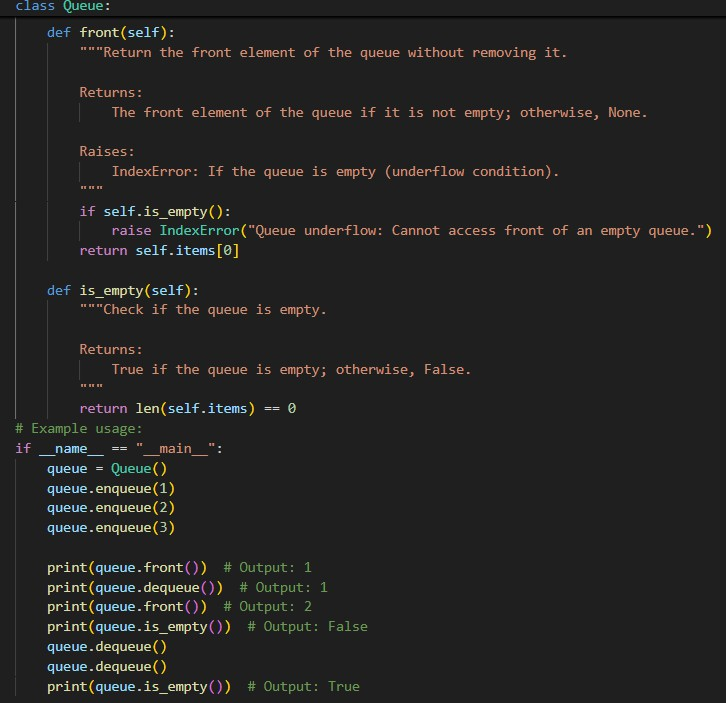 class Queue:
    def front(self):
        """Return the front element of the queue without removing it.

        Returns:
            The front element of the queue if it is not empty; otherwise, None.

        Raises:
            IndexError: If the queue is empty (underflow condition).
        """
        if self.is_empty():
            raise IndexError("Queue underflow: Cannot access front of an empty queue.")
        return self.items[0]

    def is_empty(self):
        """Check if the queue is empty.

        Returns:
            True if the queue is empty; otherwise, False.
        """
        return len(self.items) == 0
# Example usage:
if __name__ == "__main__":
    queue = Queue()
    queue.enqueue(1)
    queue.enqueue(2)
    queue.enqueue(3)

    print(queue.front())  # Output: 1
    print(queue.dequeue())  # Output: 1
    print(queue.front())  # Output: 2
    print(queue.is_empty())  # Output: False
    queue.dequeue()
    queue.dequeue()
    print(queue.is_empty())  # Output: True